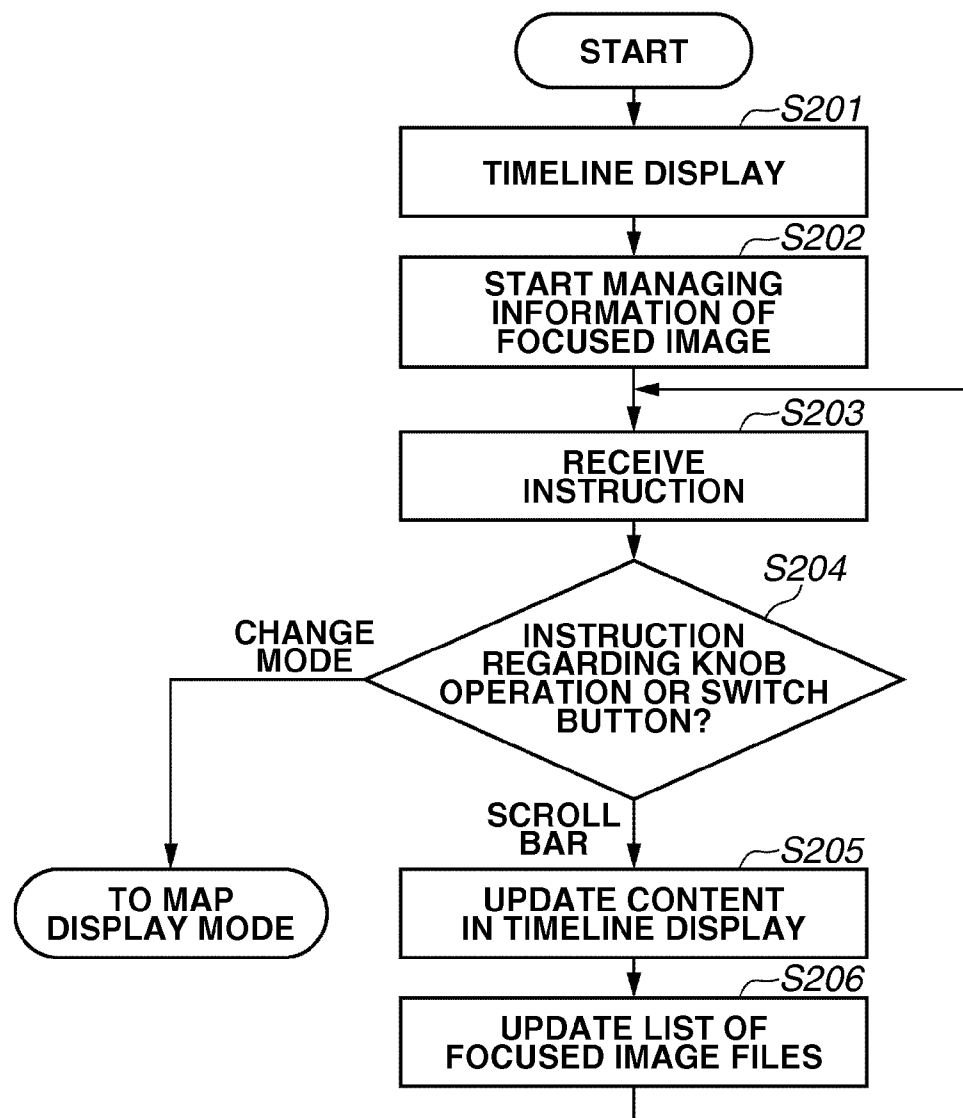 START
S201
TIMELINE DISPLAY
S202
START MANAGING
INFORMATION OF
FOCUSED IMAGE
S203
RECEIVE
INSTRUCTION
S204
INSTRUCTION
REGARDING KNOB
OPERATION OR SWITCH
BUTTON?
CHANGE
MODE
SCROLL
BAR
TO MAP
DISPLAY MODE
S205
UPDATE CONTENT
IN TIMELINE DISPLAY
S206
UPDATE LIST OF
FOCUSED IMAGE FILES